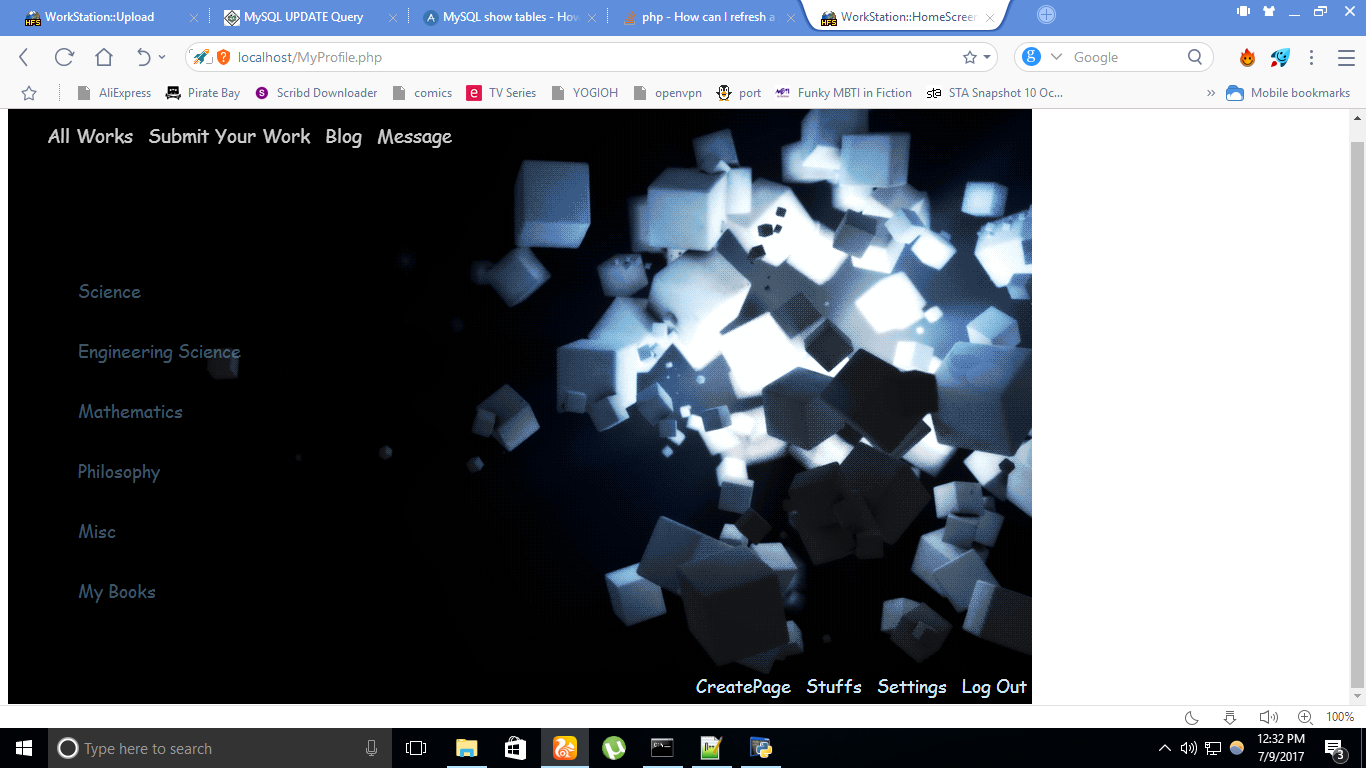 WorkStation::Upload
MySQL UPDATE Query
MySQL show tables - How
php - How can I refresh a
WorkStation::HomeScreen
localhost/MyProfile.php
Google
AliExpress
Pirate Bay
Scribd Downloader
comics
TV Series
YOGIOH
openvpn
port
Funky MBTI in Fiction
STA Snapshot 10 Oc...
Mobile bookmarks
All Works Submit Your Work Blog Message
Science
Engineering Science
Mathematics
Philosophy
Misc
My Books
CreatePage Stuffs Settings Log Out
100%
Type here to search
12:32 PM
7/9/2017
3